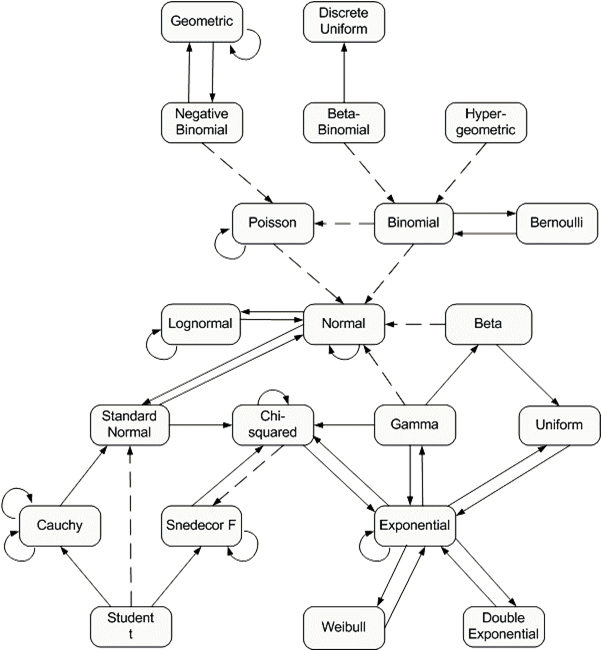 Geometric
Discrete
Uniform
Negative
Binomial
Beta-
Binomial
Hyper-
geometric
Poisson
Binomial
Bernoulli
Lognormal
Normal
Beta
Standard
Normal
Chi-
squared
Gamma
Uniform
Cauchy
Snedecor F
Exponential
Student
t
Weibull
Double
Exponential